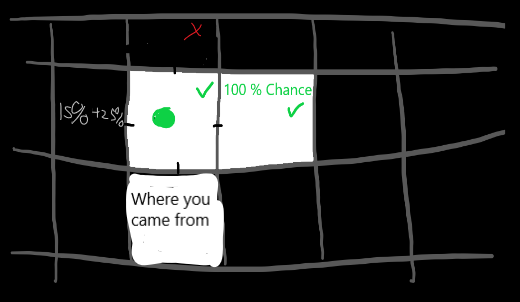 100 % Chance
15% + 25%
Where you
came from